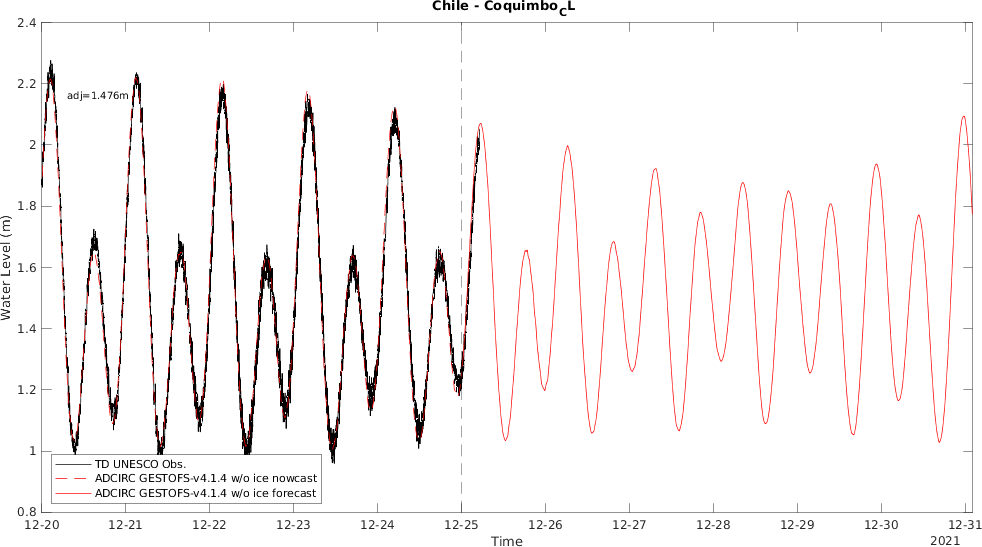 Chile - Coquimbo_CL
2.4
2.2
2
1.8
1.6
1.4
1.2
1
0.8
Water Level (m)
adj=1.476m
TD UNESCO Obs.
ADCIRC GESTOFS-v4.1.4 w/o ice nowcast
ADCIRC GESTOFS-v4.1.4 w/o ice forecast
12-20 12-21 12-22 12-23 12-24 12-25 12-26 12-27 12-28 12-29 12-30 12-31
Time
2021